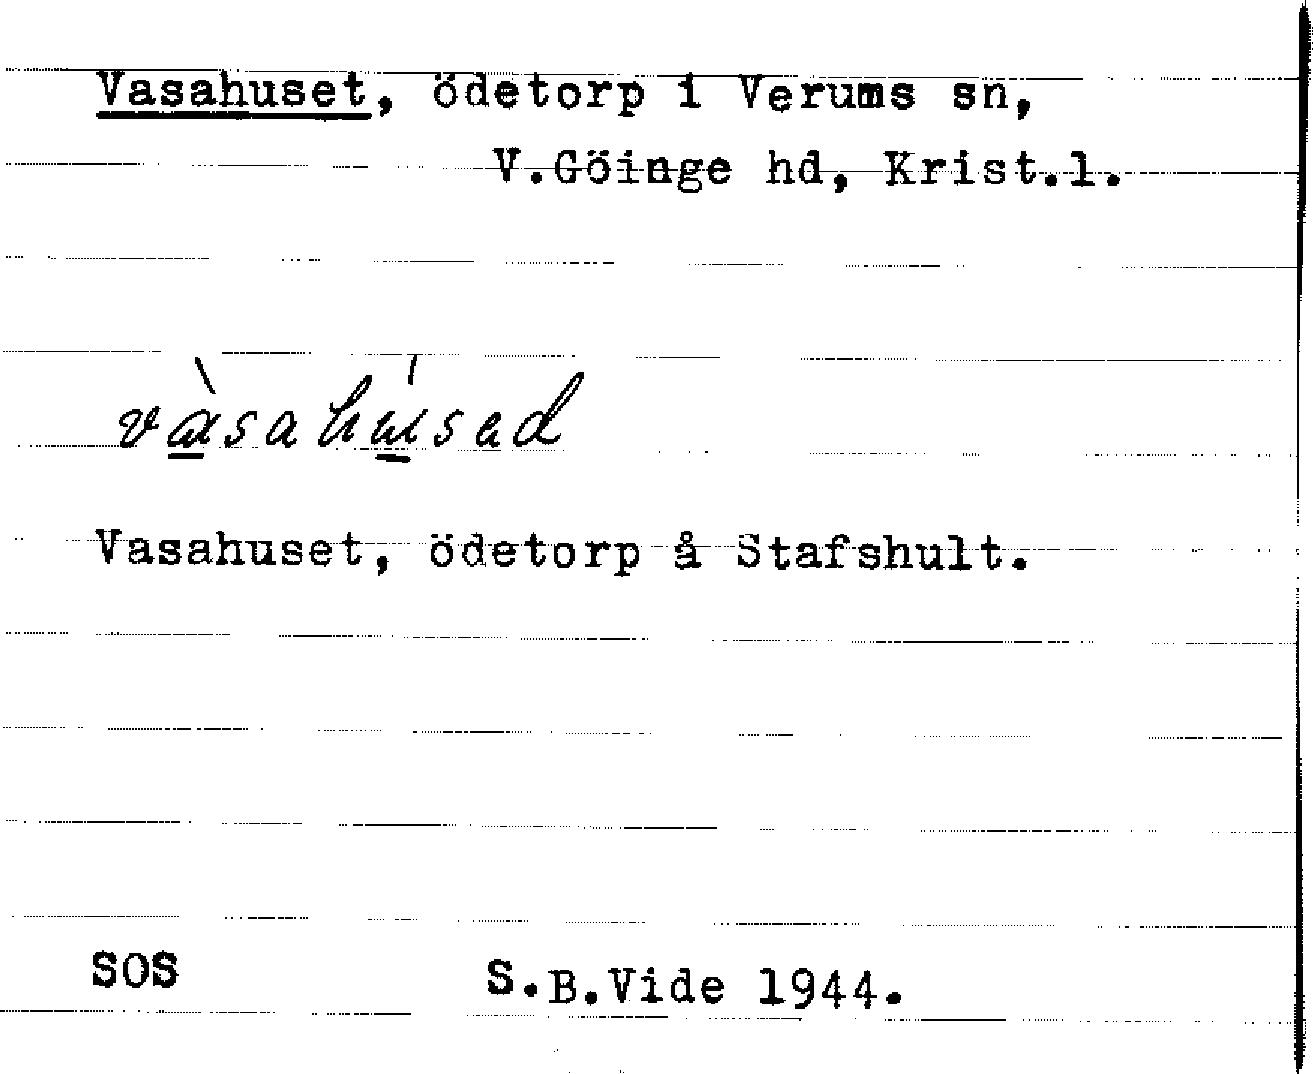 Vasahuset, ödetorp i Verums sn,
V.Göinge hd, Krist.l.
vàsahúsed
Vasahuset, ödetorp å Stafshult.
SOS S.B.Vide 1944.